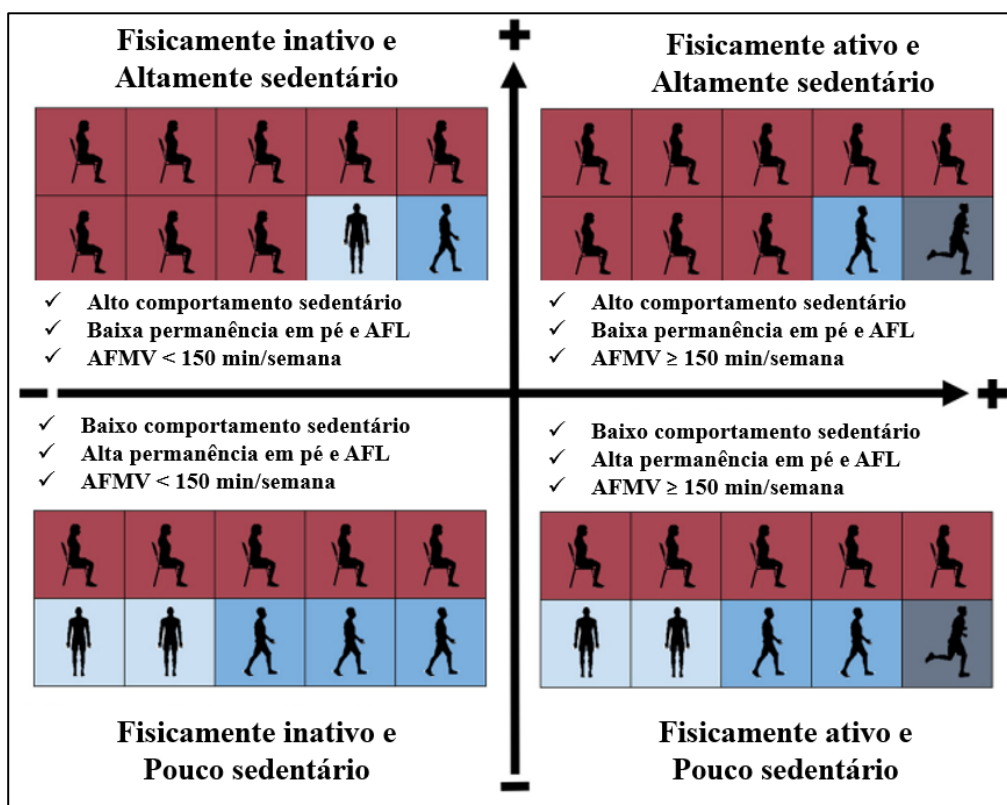 Fisicamente inativo e
Altamente sedentário
Fisicamente ativo e
Altamente sedentário
✓ Alto comportamento sedentário
✓ Baixa permanência em pé e AFL
✓ AFMV < 150 min/semana
✓ Alto comportamento sedentário
✓ Baixa permanência em pé e AFL
✓ AFMV ≥ 150 min/semana
✓ Baixo comportamento sedentário
✓ Alta permanência em pé e AFL
✓ AFMV < 150 min/semana
✓ Baixo comportamento sedentário
✓ Alta permanência em pé e AFL
✓ AFMV ≥ 150 min/semana
Fisicamente inativo e
Pouco sedentário
Fisicamente ativo e
Pouco sedentário